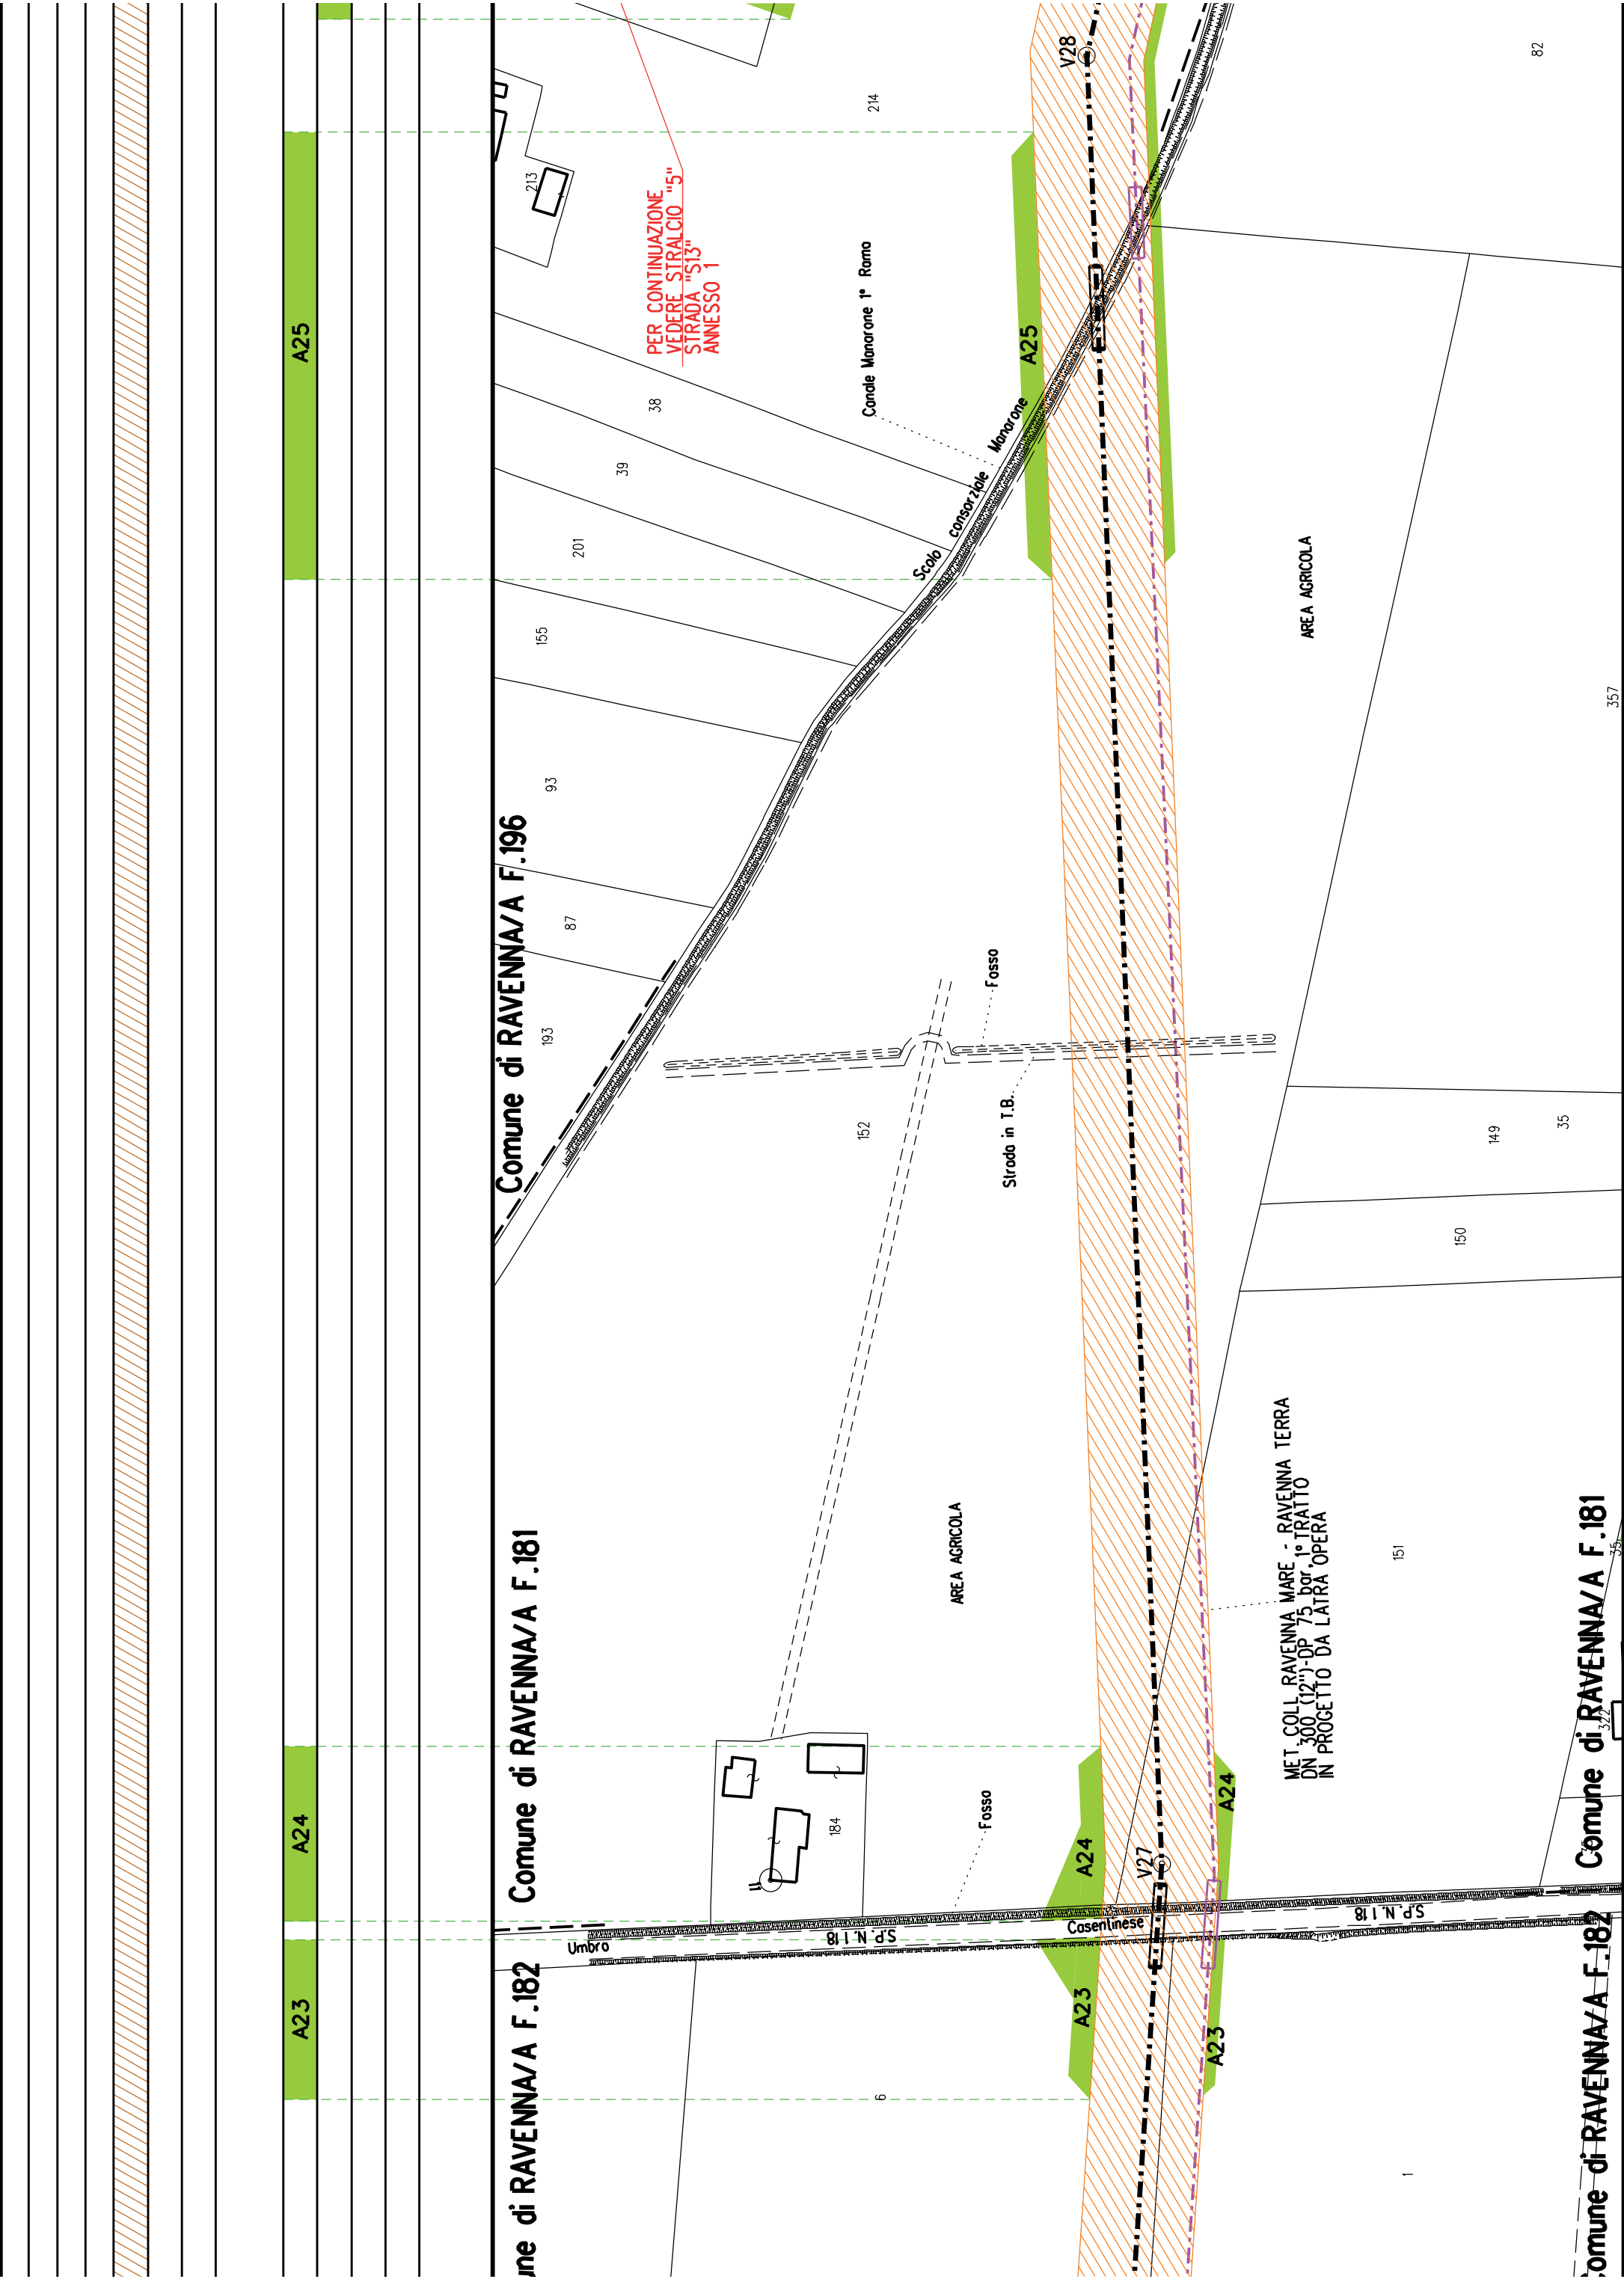 A25
A24
A23
Comune di RAVENNA/A F.196
Comune di RAVENNA/A F.181
une di RAVENNA/A F.182
213
214
82
V28
PER CONTINUAZIONE
VEDERE STRALCIO "5"
STRADA "S13"
ANNESSO 1
38
39
201
155
93
87
193
Canale Manarone 1° Ramo
Scolo consorziale Manarone
A25
AREA AGRICOLA
357
Fosso
Strada in T.B.
152
149
35
150
AREA AGRICOLA
MET. COLL. RAVENNA MARE - RAVENNA TERRA
DN 300 (12")-DP 75 bar, 1° TRATTO
IN PROGETTO DA LATRA OPERA
151
184
Fosso
A24
V27
A24
Umbro
S.P. N. 118
Casentinese
S.P. N. 118
A23
A23
6
1
322
Comune di RAVENNA/A F.181
Comune di RAVENNA/A F.182